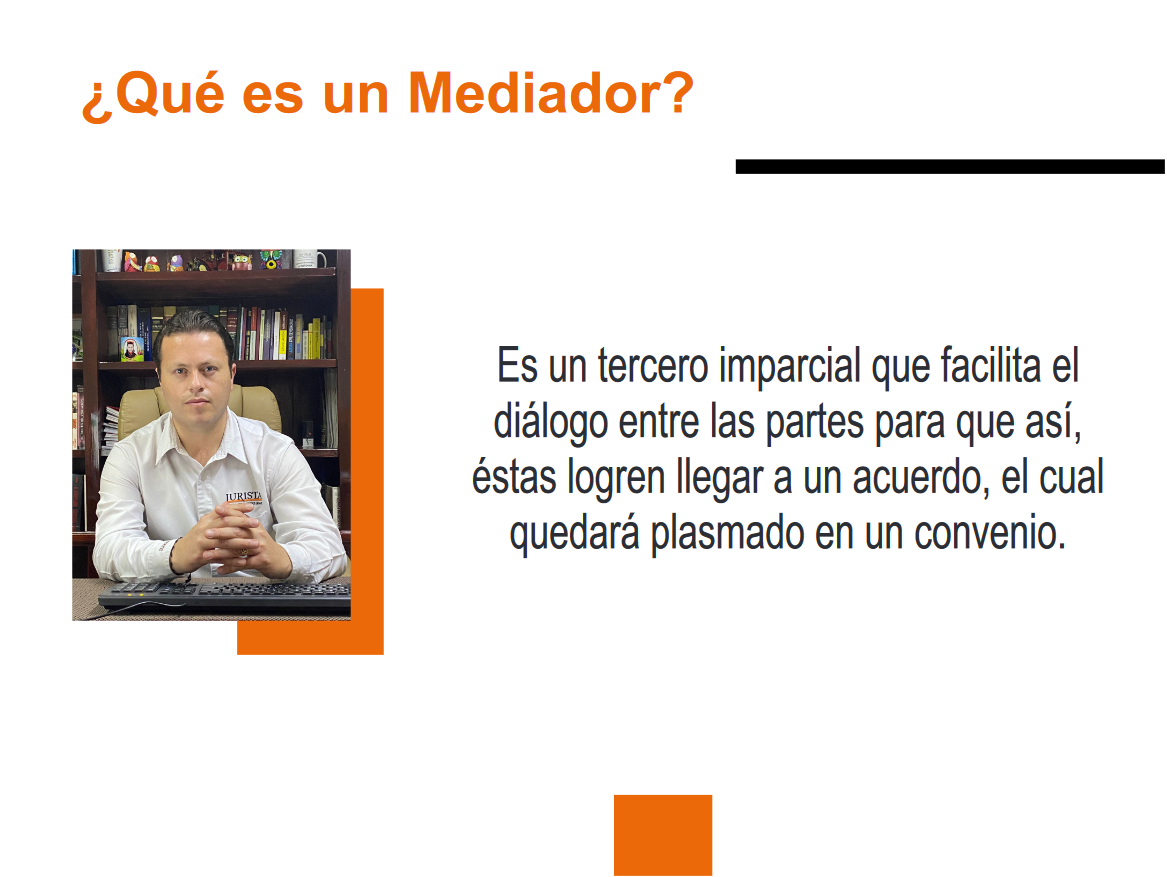 ¿Qué es un Mediador?
JURISTA
Es un tercero imparcial que facilita el
diálogo entre las partes para que así,
éstas logren llegar a un acuerdo, el cual
quedará plasmado en un convenio.